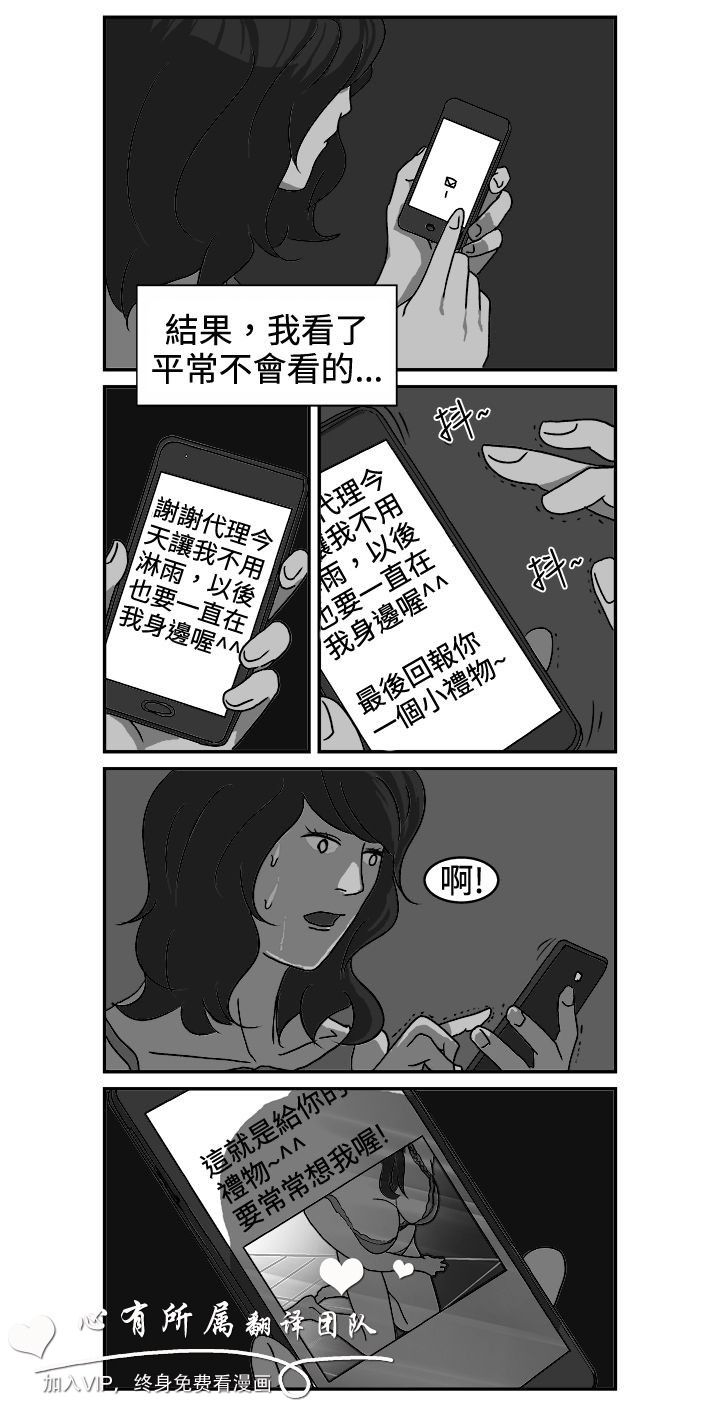 結果，我看了
平常不會看的...
謝謝代理今
天讓我不用
淋雨，以後
也要一直在
我身邊喔^^
抖~
代理今
我不用
雨，以後
也要一直在
我身邊喔^^
最後回報你
一個小禮物~
抖~
啊!
這就是給你的
禮物~^^
要常常想我喔!
心有所属翻译团队
加入VIP，终身免费看漫画